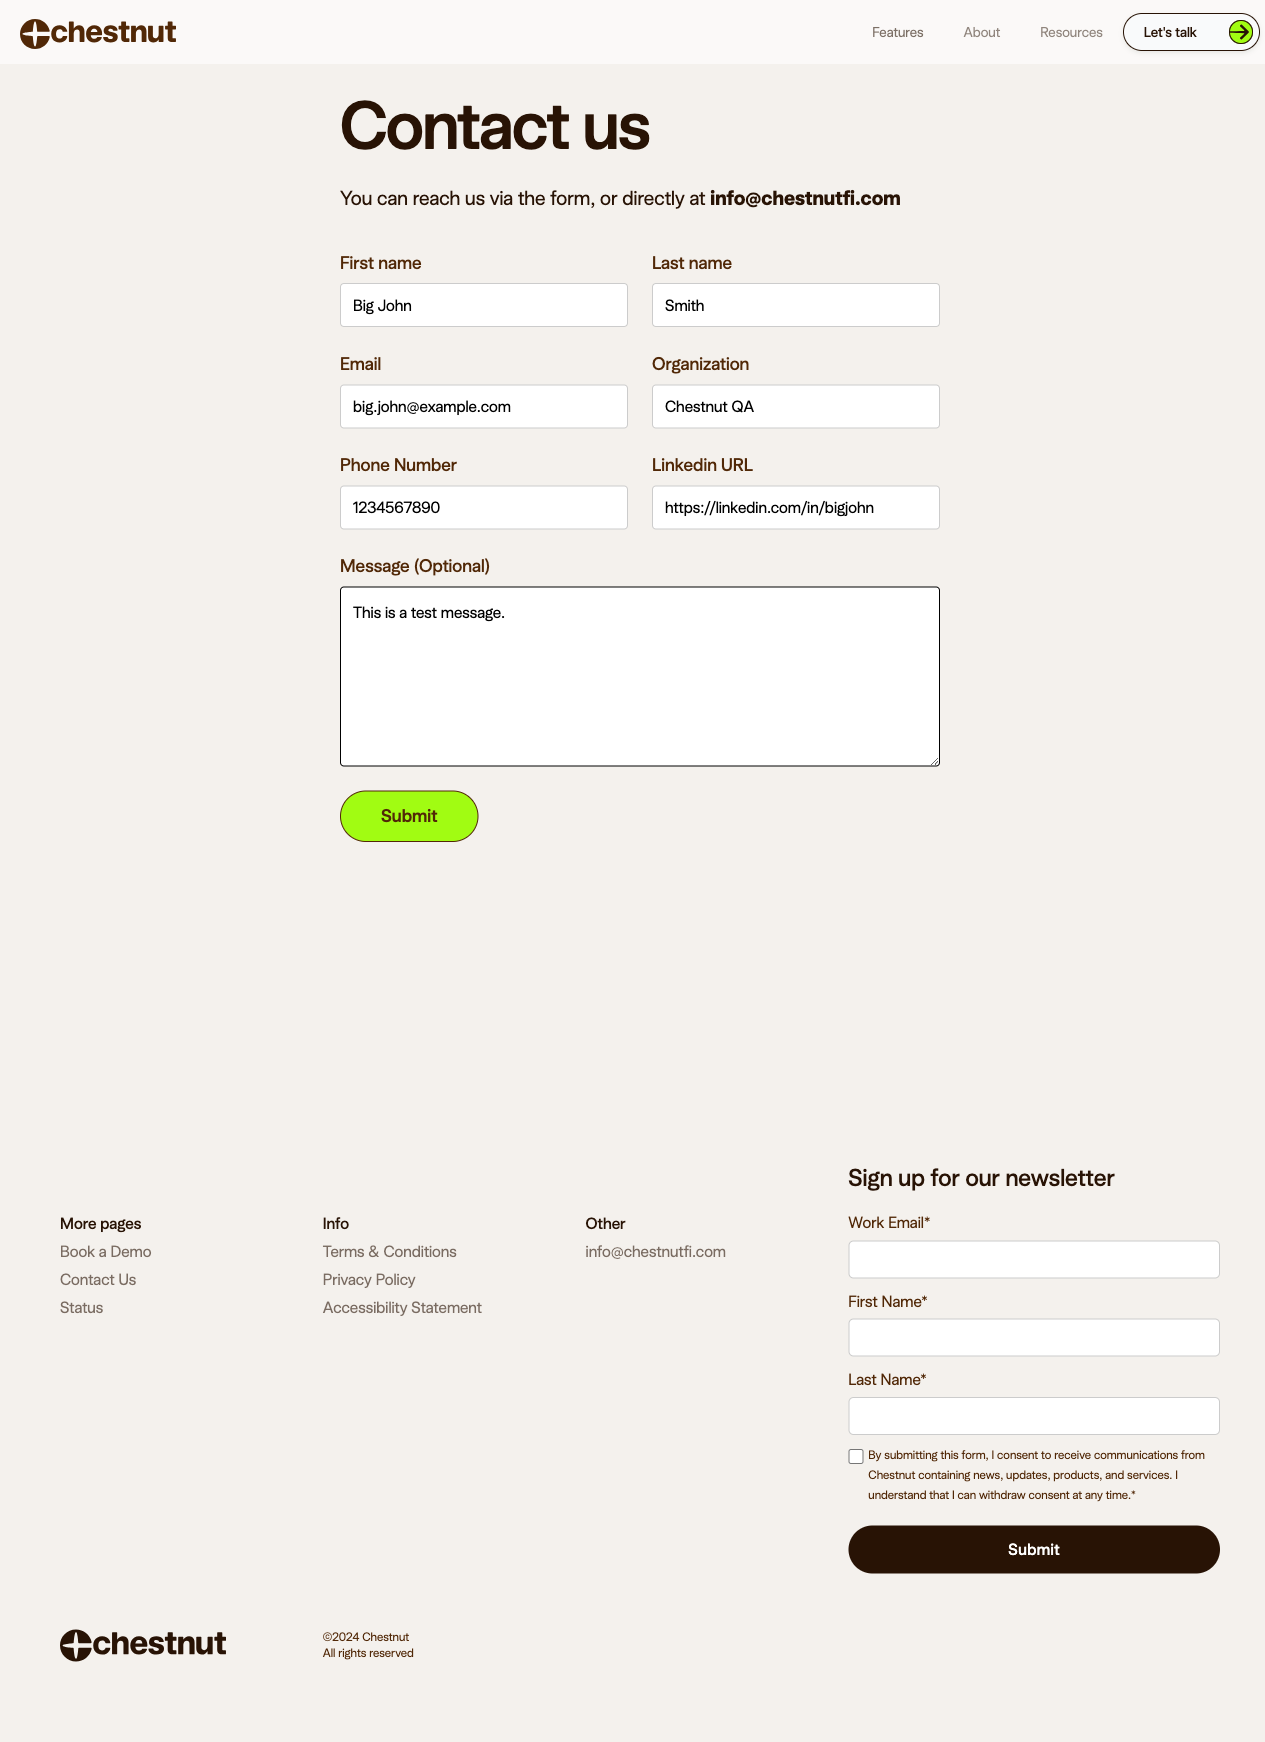 chestnut
Features
About
Resources
Let's talk
Contact us
You can reach us via the form, or directly at info@chestnutfi.com
First name
Last name
Big John
Smith
Email
Organization
big.john@example.com
Chestnut QA
Phone Number
Linkedin URL
1234567890
https://linkedin.com/in/bigjohn
Message (Optional)
This is a test message.
Submit
More pages
Book a Demo
Contact Us
Status
Info
Terms & Conditions
Privacy Policy
Accessibility Statement
Other
info@chestnutfi.com
Sign up for our newsletter
Work Email*
First Name*
Last Name*
By submitting this form, I consent to receive communications from
Chestnut containing news, updates, products, and services. I
understand that I can withdraw consent at any time.*
Submit
chestnut
©2024 Chestnut
All rights reserved